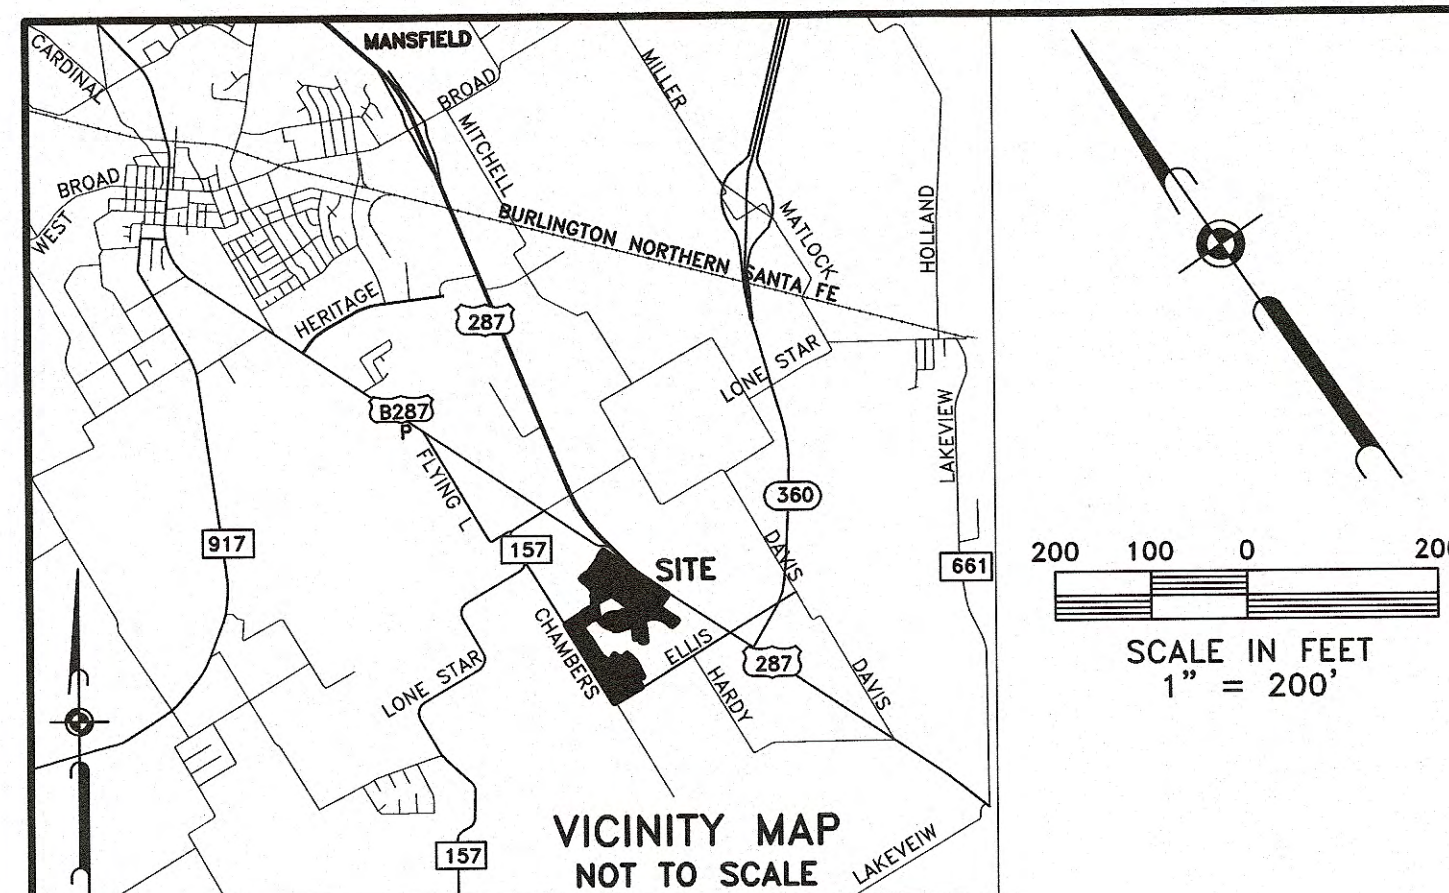 MANSFIELD
CARDINAL
BROAD
MILLER
MITCHELL
BROAD
WEST
HOLLAND
MATLOCK
BURLINGTON NORTHERN SANTA FE
HERITAGE
287
LONE STAR
B287
P
LAKEVIEW
FLYING L
360
917
157
DAVIS
661
SITE
CHAMBERS
ELLIS
LONE STAR
287
HARDY
DAVIS
VICINITY MAP
NOT TO SCALE
157
LAKEVEIW
200 100 0 200
SCALE IN FEET
1" = 200'